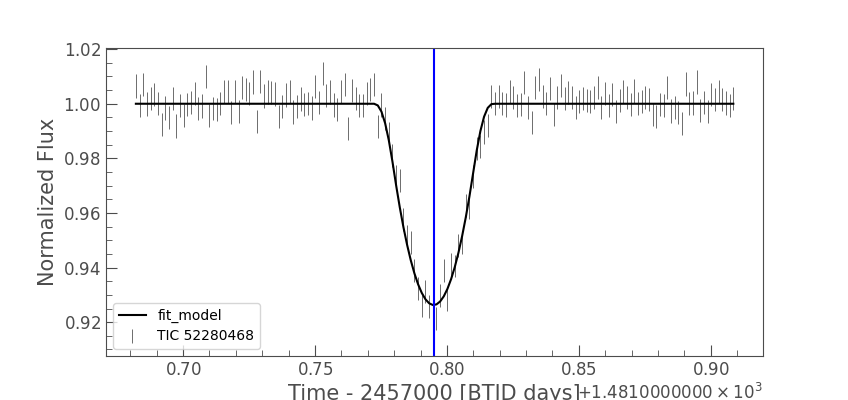 1.02
1.00
0.98
0.96
0.94
0.92
Normalized Flux
fit_model
TIC 52280468
0.70 0.75 0.80 0.85 0.90
Time - 2457000 [BTJD days]
+1.4810000000 × 10³